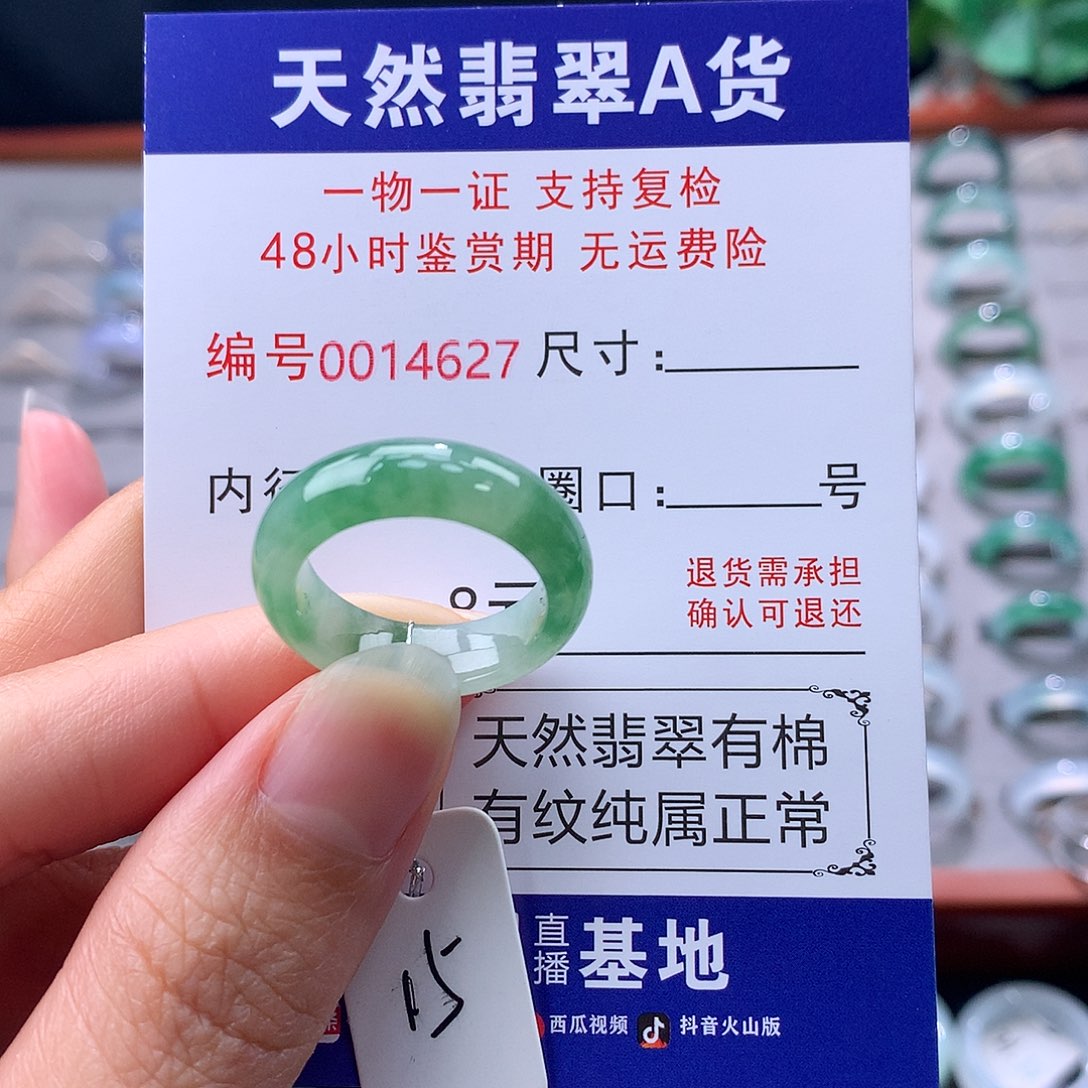 天然翡翠A货
一物一证 支持复检
48小时鉴赏期 无运费险
编号0014627 尺寸:
内径 圈口: 号
退货需承担
确认可退还
天然翡翠有棉
有纹纯属正常
直播 基地
西瓜视频 抖音火山版
15